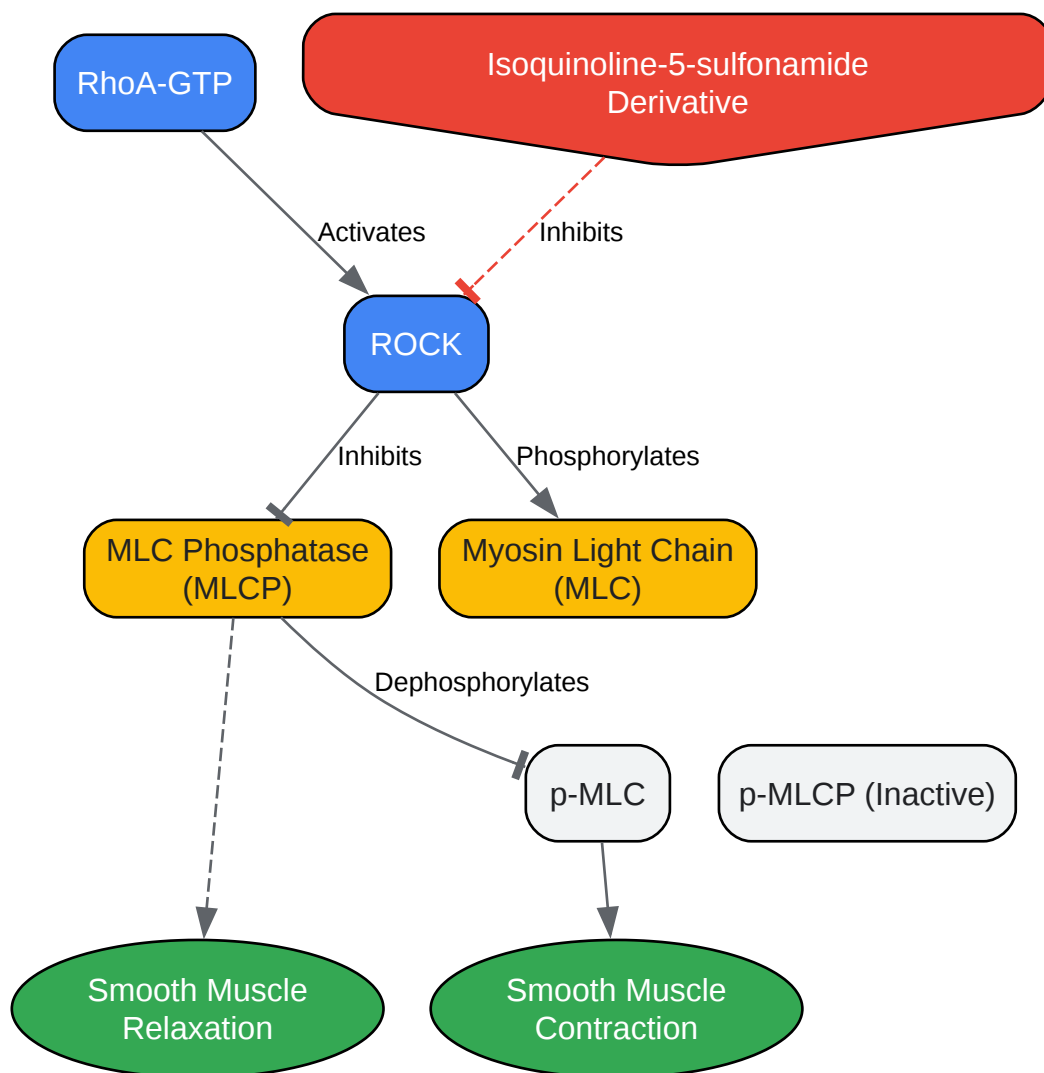 RhoA-GTP
Isoquinoline-5-sulfonamide
Derivative
Activates
Inhibits
ROCK
Inhibits
Phosphorylates
MLC Phosphatase
(MLCP)
Myosin Light Chain
(MLC)
Dephosphorylates
p-MLC
p-MLCP (Inactive)
Smooth Muscle
Relaxation
Smooth Muscle
Contraction